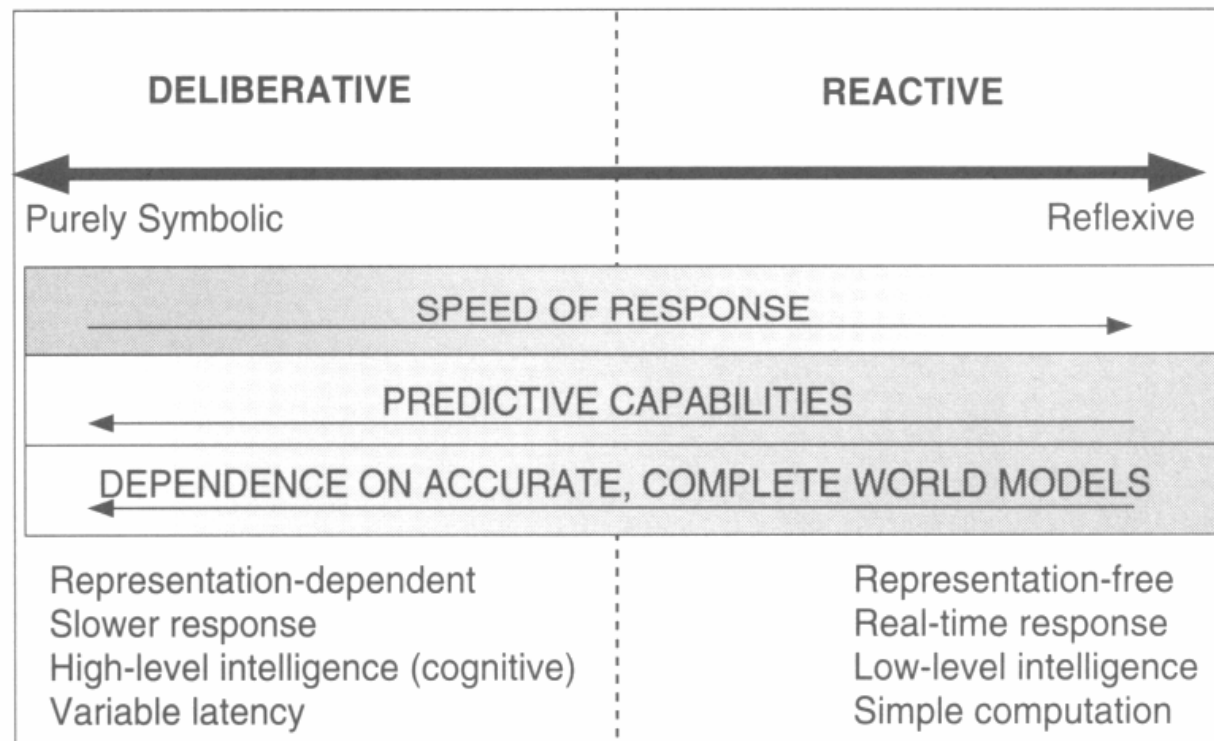 DELIBERATIVE
REACTIVE
Purely Symbolic
Reflexive
SPEED OF RESPONSE
PREDICTIVE CAPABILITIES
DEPENDENCE ON ACCURATE, COMPLETE WORLD MODELS
Representation-dependent
Slower response
High-level intelligence (cognitive)
Variable latency
Representation-free
Real-time response
Low-level intelligence
Simple computation